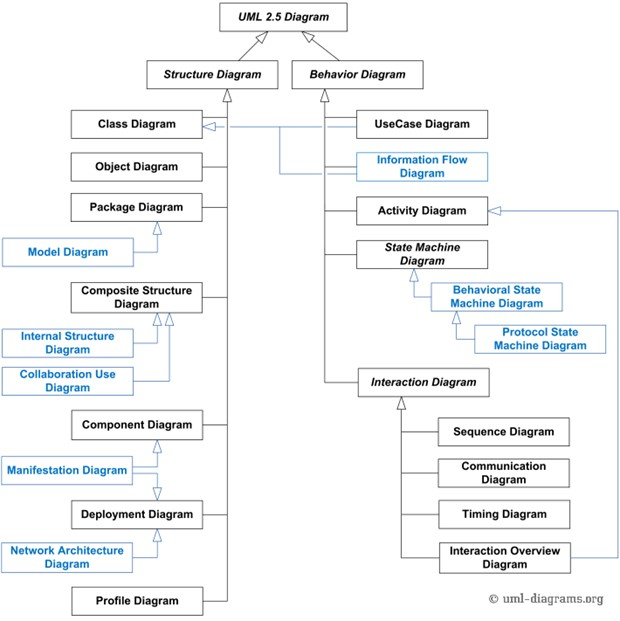 UML 2.5 Diagram
Structure Diagram
Behavior Diagram
Class Diagram
UseCase Diagram
Object Diagram
Information Flow
Diagram
Package Diagram
Activity Diagram
Model Diagram
State Machine
Diagram
Composite Structure
Diagram
Behavioral State
Machine Diagram
Internal Structure
Diagram
Protocol State
Machine Diagram
Collaboration Use
Diagram
Interaction Diagram
Component Diagram
Sequence Diagram
Manifestation Diagram
Communication
Diagram
Deployment Diagram
Timing Diagram
Network Architecture
Diagram
Interaction Overview
Diagram
Profile Diagram
© uml-diagrams.org